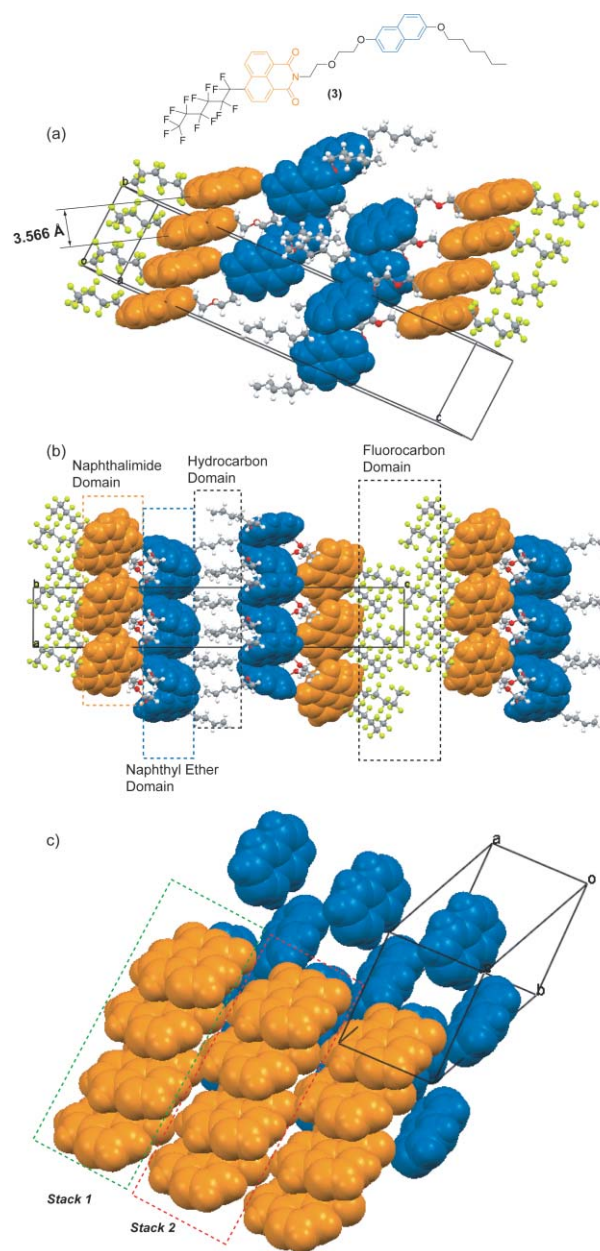 O
O
O
N
O
O
F F
F F
F F
F F
F F
F F
F
(3)
(a)
b
3.566 Å
o
a
c
(b)
Naphthalimide
Domain
Hydrocarbon
Domain
Fluorocarbon
Domain
b
c
a
Naphthyl Ether
Domain
c)
a
o
b
Stack 1
Stack 2